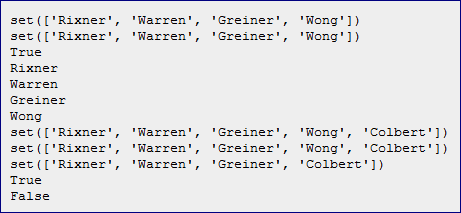 set(['Rixner', 'Warren', 'Greiner', 'Wong'])
set(['Rixner', 'Warren', 'Greiner', 'Wong'])
True
Rixner
Warren
Greiner
Wong
set(['Rixner', 'Warren', 'Greiner', 'Wong', 'Colbert'])
set(['Rixner', 'Warren', 'Greiner', 'Wong', 'Colbert'])
set(['Rixner', 'Warren', 'Greiner', 'Colbert'])
True
False